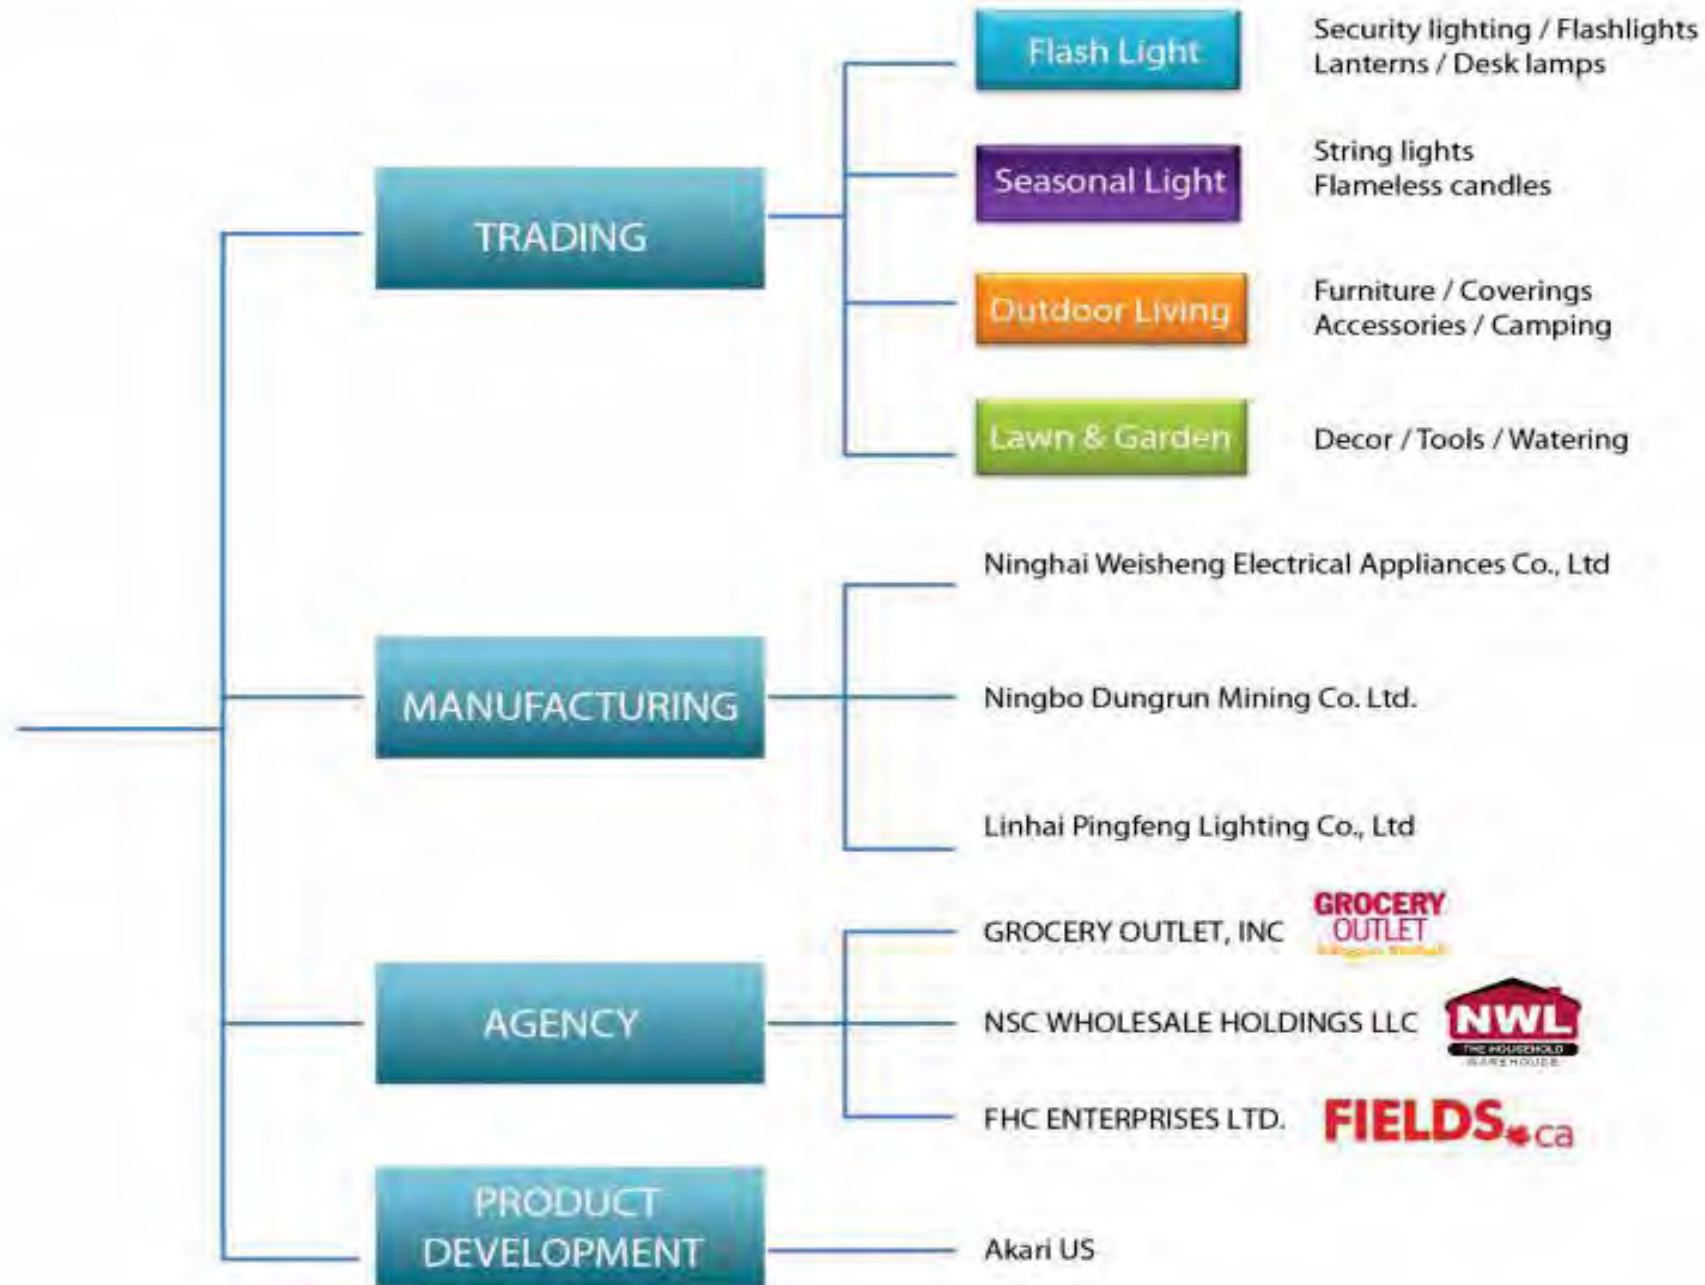 Flash Light
Security lighting / Flashlights
Lanterns / Desk lamps
TRADING
Seasonal Light
String lights
Flameless candles
Outdoor Living
Furniture / Coverings
Accessories / Camping
Lawn & Garden
Decor / Tools / Watering
MANUFACTURING
Ninghai Weisheng Electrical Appliances Co., Ltd
Ningbo Dungrun Mining Co. Ltd.
Linhai Pingfeng Lighting Co., Ltd
AGENCY
GROCERY OUTLET, INC
GROCERY
OUTLET
NSC WHOLESALE HOLDINGS LLC
NWL
THE HOUSEHOLD
WAREHOUSE
FHC ENTERPRISES LTD.
FIELDS ca
PRODUCT
DEVELOPMENT
Akari US